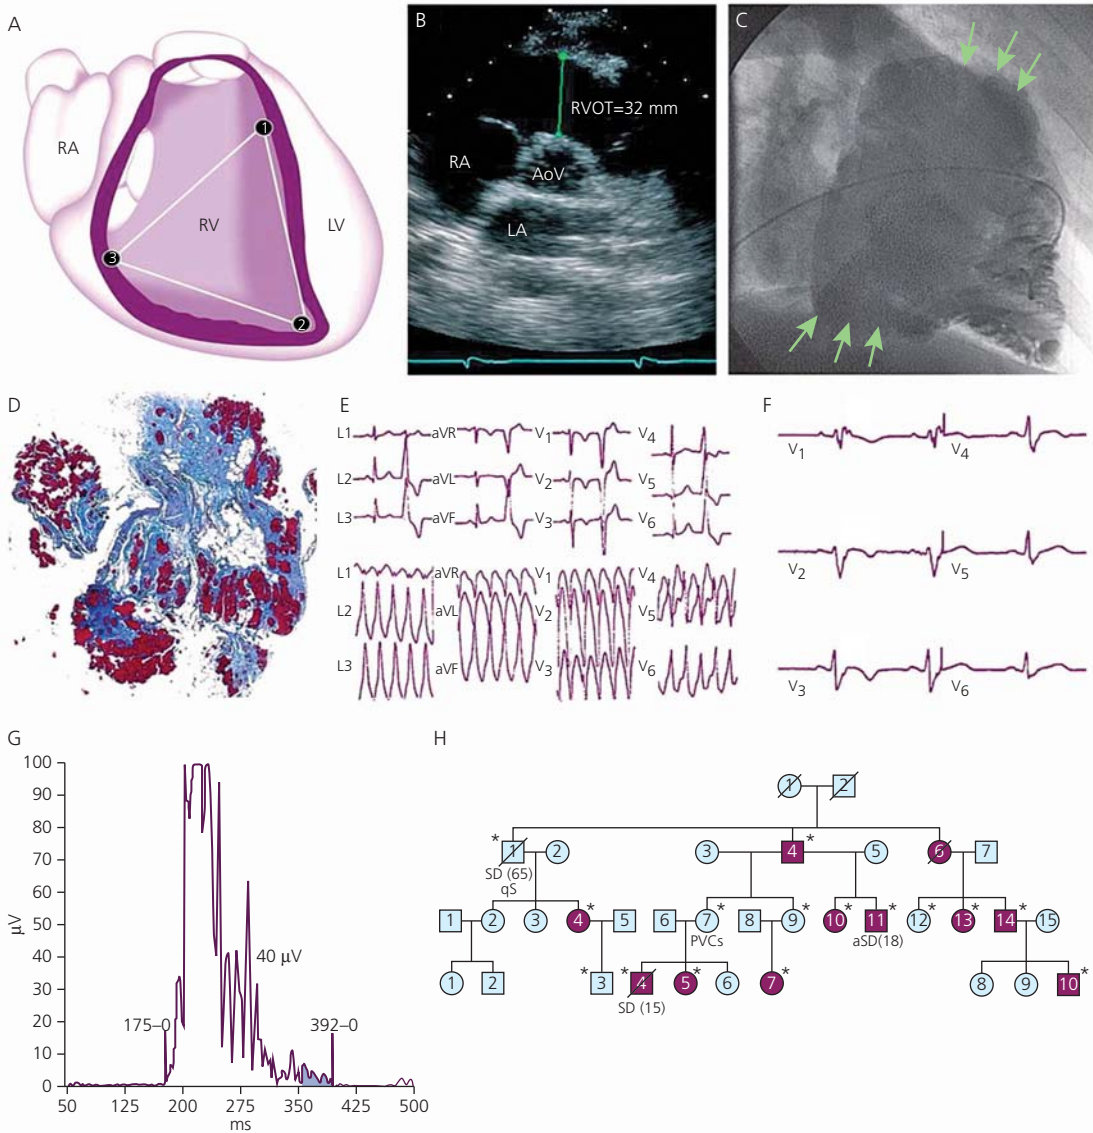 A
RA
RV
LV
1
2
3
B
RVOT=32 mm
RA
AoV
LA
C
D
E
L1 aVR V1 V4
L2 aVL V2 V5
L3 aVF V3 V6
L1 aVR V1 V4
L2 aVL V2 V5
L3 aVF V3 V6
F
V1 V4
V2 V5
V3 V6
G
100
90
80
70
60
50
40
30
20
10
0
μV
40 μV
175–0
392–0
50 125 200 275 350 425 500
ms
H
1 2
* 1 2 3 4 * 5 6 7
SD (65)
qS
1 2 3 4 * 5 6 7 * 8 9 * 10 * 11 * 12 * 13 * 14 * 15
PVCs
aSD(18)
1 2 * 3 * 4 5 * 6 7 * 8 9 10 *
SD (15)